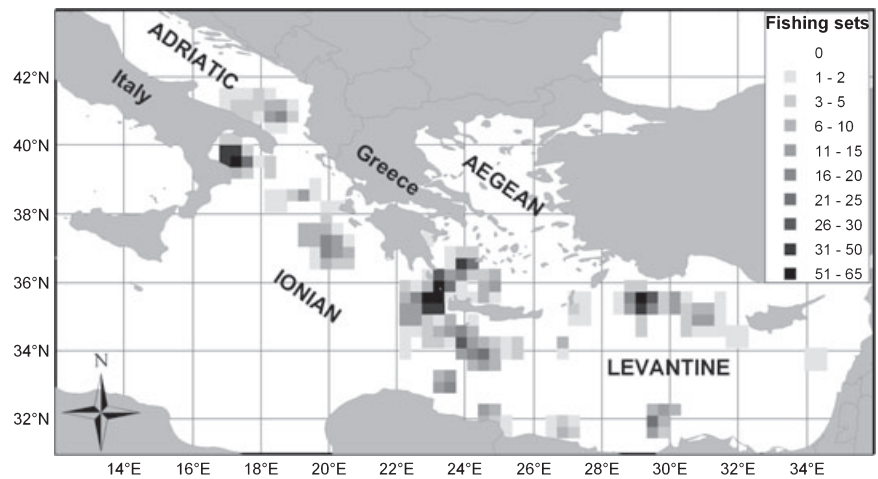 Fishing sets
0
1 - 2
3 - 5
6 - 10
11 - 15
16 - 20
21 - 25
26 - 30
31 - 50
51 - 65
ADRIATIC
Italy
Greece
AEGEAN
IONIAN
LEVANTINE
N
42°N
40°N
38°N
36°N
34°N
32°N
14°E 16°E 18°E 20°E 22°E 24°E 26°E 28°E 30°E 32°E 34°E